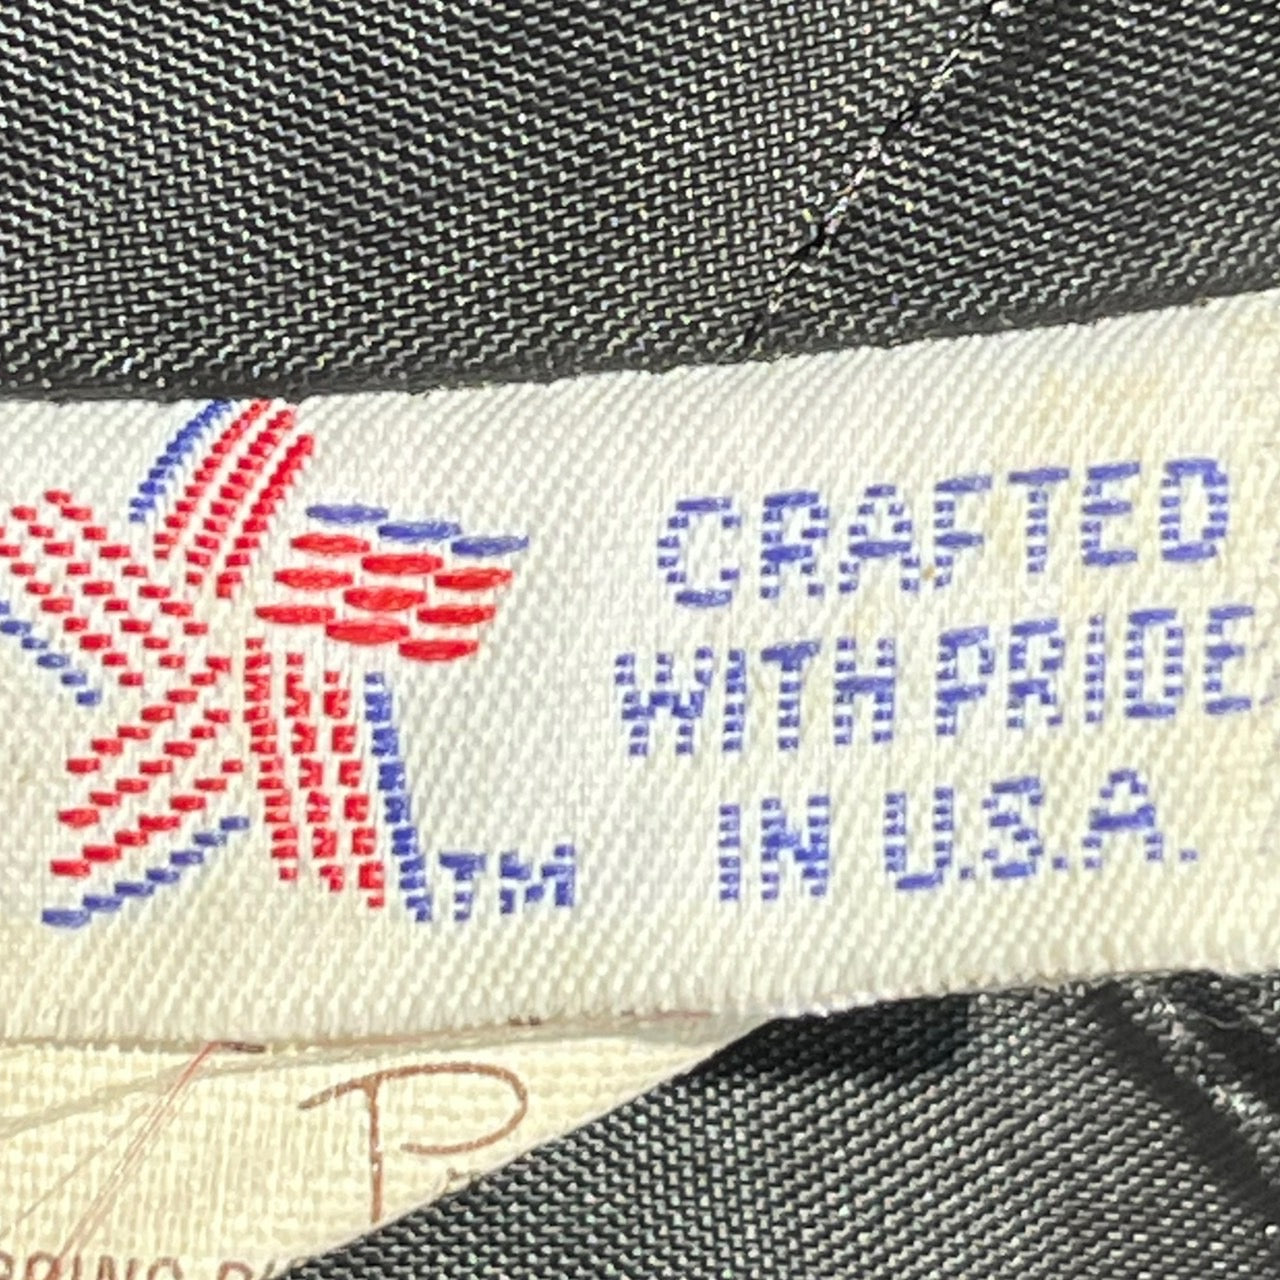 CRAFTED
WITH PRIDE
IN U.S.A.
TM